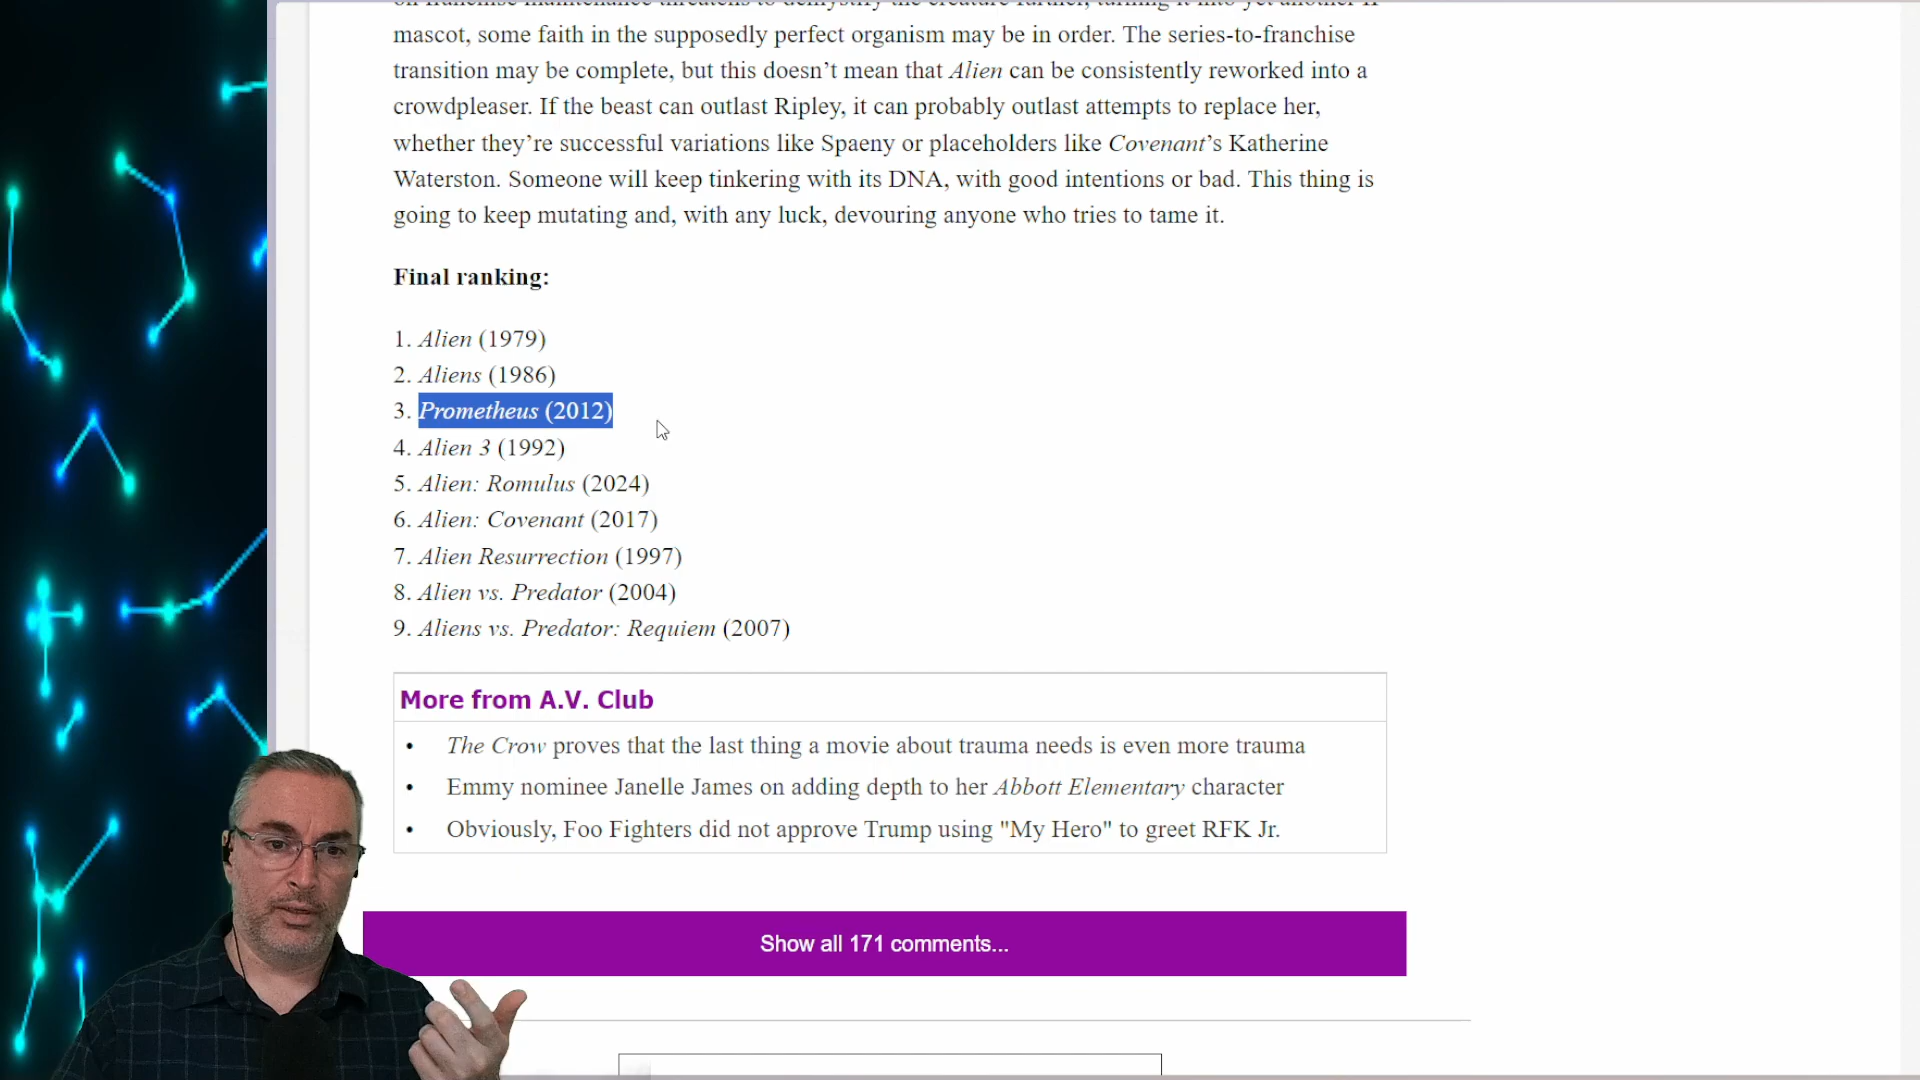 mascot, some faith in the supposedly perfect organism may be in order. The series-to-franchise
transition may be complete, but this doesn’t mean that Alien can be consistently reworked into a
crowdpleaser. If the beast can outlast Ripley, it can probably outlast attempts to replace her,
whether they’re successful variations like Spaeny or placeholders like Covenant’s Katherine
Waterston. Someone will keep tinkering with its DNA, with good intentions or bad. This thing is
going to keep mutating and, with any luck, devouring anyone who tries to tame it.
Final ranking:
1. Alien (1979)
2. Aliens (1986)
3. Prometheus (2012)
4. Alien 3 (1992)
5. Alien: Romulus (2024)
6. Alien: Covenant (2017)
7. Alien Resurrection (1997)
8. Alien vs. Predator (2004)
9. Aliens vs. Predator: Requiem (2007)
More from A.V. Club
• The Crow proves that the last thing a movie about trauma needs is even more trauma
• Emmy nominee Janelle James on adding depth to her Abbott Elementary character
• Obviously, Foo Fighters did not approve Trump using "My Hero" to greet RFK Jr.
Show all 171 comments...